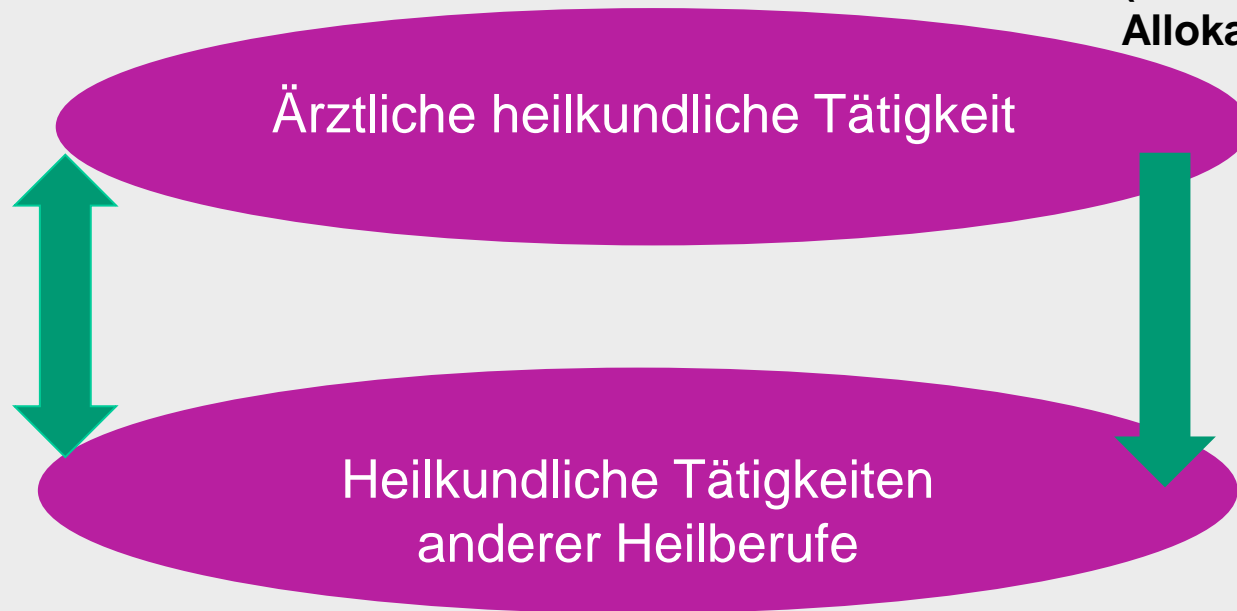 Ärztliche heilkundliche Tätigkeit
Heilkundliche Tätigkeiten
anderer Heilberufe